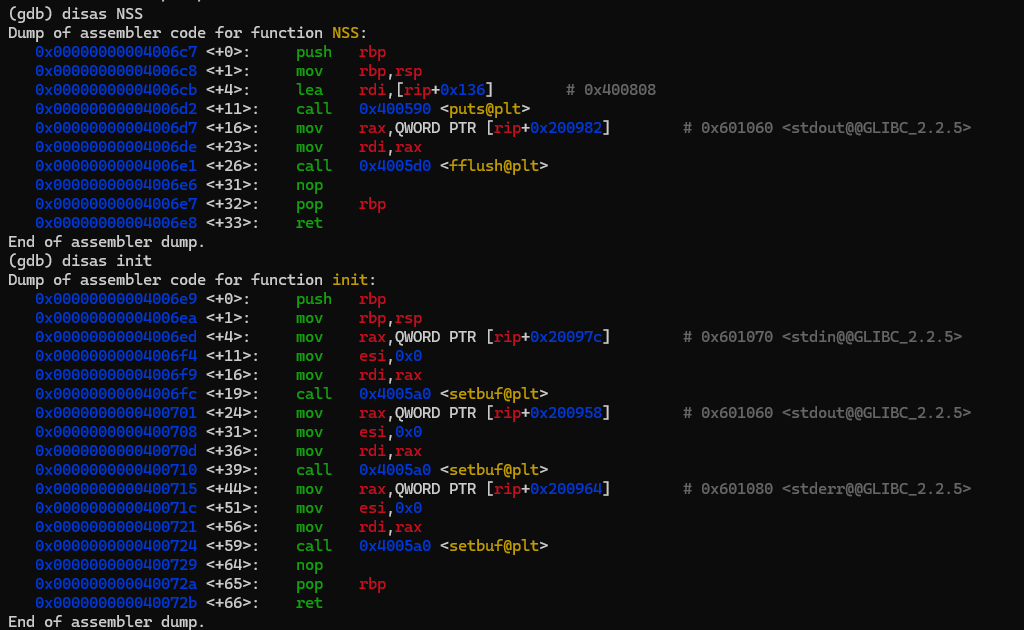 (gdb) disas NSS
Dump of assembler code for function NSS:
   0x00000000004006c7 <+0>:     push   rbp
   0x00000000004006c8 <+1>:     mov    rbp,rsp
   0x00000000004006cb <+4>:     lea    rdi,[rip+0x136]        # 0x400808
   0x00000000004006d2 <+11>:    call   0x400590 <puts@plt>
   0x00000000004006d7 <+16>:    mov    rax,QWORD PTR [rip+0x200982]        # 0x601060 <stdout@@GLIBC_2.2.5>
   0x00000000004006de <+23>:    mov    rdi,rax
   0x00000000004006e1 <+26>:    call   0x4005d0 <fflush@plt>
   0x00000000004006e6 <+31>:    nop
   0x00000000004006e7 <+32>:    pop    rbp
   0x00000000004006e8 <+33>:    ret
End of assembler dump.
(gdb) disas init
Dump of assembler code for function init:
   0x00000000004006e9 <+0>:     push   rbp
   0x00000000004006ea <+1>:     mov    rbp,rsp
   0x00000000004006ed <+4>:     mov    rax,QWORD PTR [rip+0x20097c]        # 0x601070 <stdin@@GLIBC_2.2.5>
   0x00000000004006f4 <+11>:    mov    esi,0x0
   0x00000000004006f9 <+16>:    mov    rdi,rax
   0x00000000004006fc <+19>:    call   0x4005a0 <setbuf@plt>
   0x0000000000400701 <+24>:    mov    rax,QWORD PTR [rip+0x200958]        # 0x601060 <stdout@@GLIBC_2.2.5>
   0x0000000000400708 <+31>:    mov    esi,0x0
   0x000000000040070d <+36>:    mov    rdi,rax
   0x0000000000400710 <+39>:    call   0x4005a0 <setbuf@plt>
   0x0000000000400715 <+44>:    mov    rax,QWORD PTR [rip+0x200964]        # 0x601080 <stderr@@GLIBC_2.2.5>
   0x000000000040071c <+51>:    mov    esi,0x0
   0x0000000000400721 <+56>:    mov    rdi,rax
   0x0000000000400724 <+59>:    call   0x4005a0 <setbuf@plt>
   0x0000000000400729 <+64>:    nop
   0x000000000040072a <+65>:    pop    rbp
   0x000000000040072b <+66>:    ret
End of assembler dump.